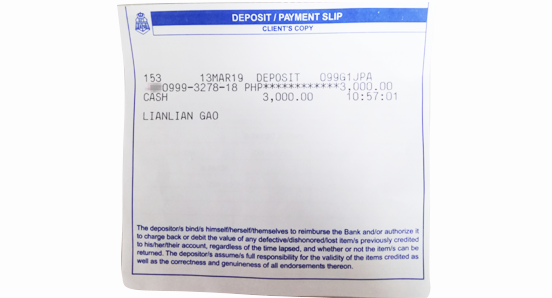 DEPOSIT / PAYMENT SLIP
CLIENT'S COPY
153 13MAR19 DEPOSIT 099G1JPA
0999-3278-18 PHP*************3,000.00
CASH 3,000.00 10:57:01
LIANLIAN GAO
The depositor/s bind/s himself/herself/themselves to reimburse the Bank and/or authorize it
to charge back or debit the value of any defective/dishonored/lost item/s previously credited
to his/her/their account, regardless of the time lapsed, and whether or not the item/s can be
returned. The depositor/s assume/s full responsibility for the validity of the items credited as
well as the correctness and genuineness of all endorsements thereon.